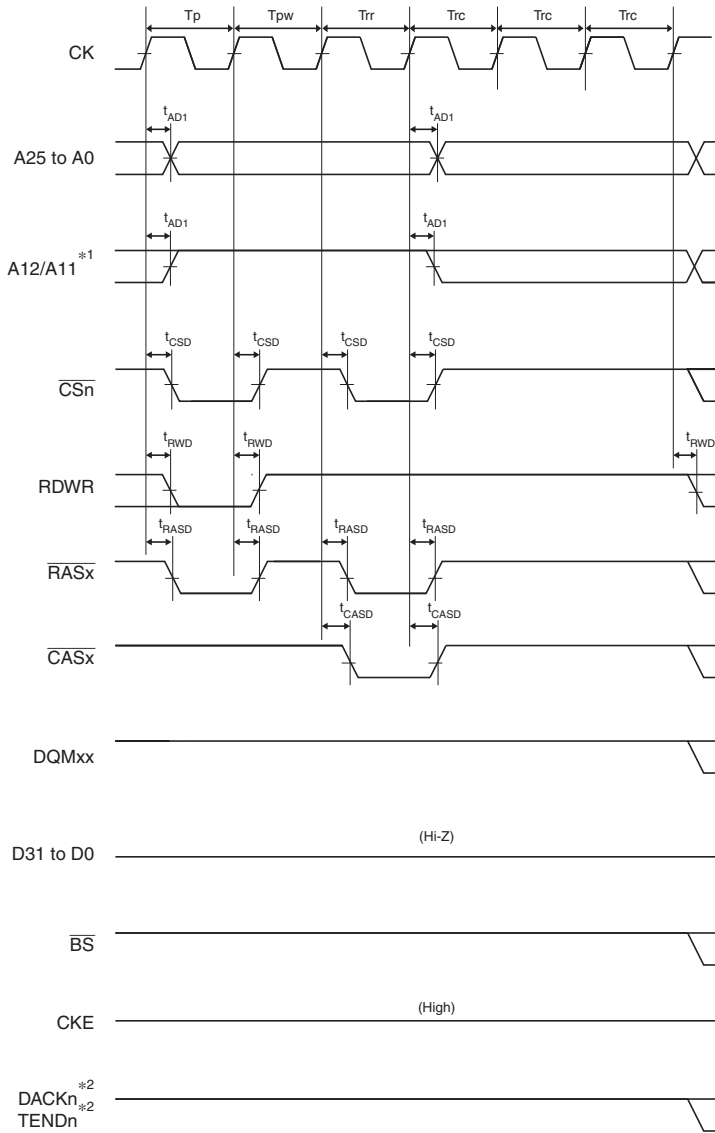 Tp Tpw Trr Trc Trc Trc
CK
tAD1 tAD1
A25 to A0
tAD1 tAD1
A12/A11*1
tCSD tCSD tCSD tCSD
CSn
tRWD tRWD tRWD
RDWR
tRASD tRASD tRASD tRASD
RASx
tCASD tCASD
CASx
DQMxx
(Hi-Z)
D31 to D0
BS
(High)
CKE
DACKn*2
TENDn*2